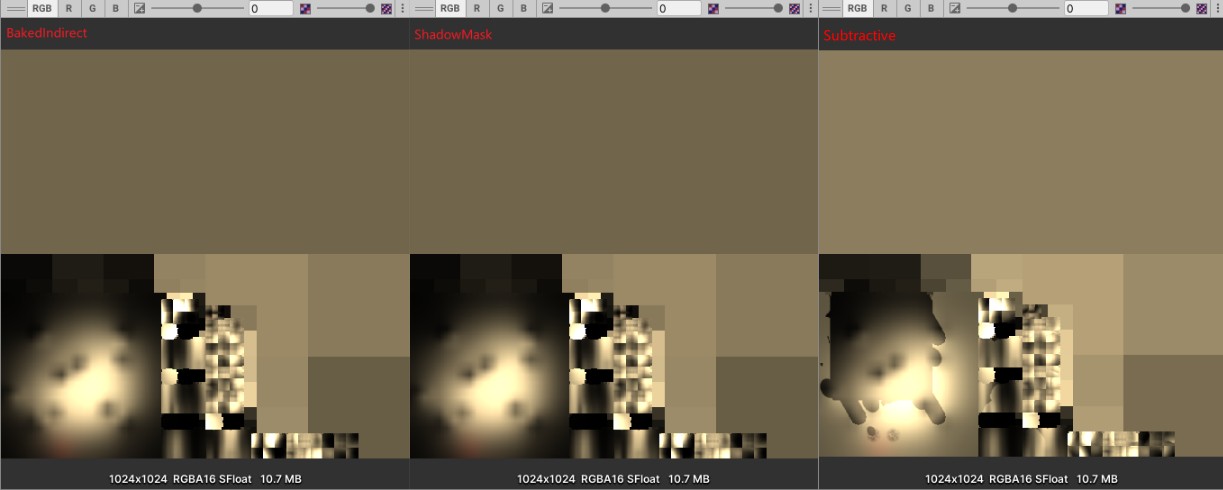 RGB R G B 0 RGB R G B 0 RGB R G B 0
BakedIndirect ShadowMask Subtractive
1024x1024 RGBA16 SFloat 10.7 MB 1024x1024 RGBA16 SFloat 10.7 MB 1024x1024 RGBA16 SFloat 10.7 MB